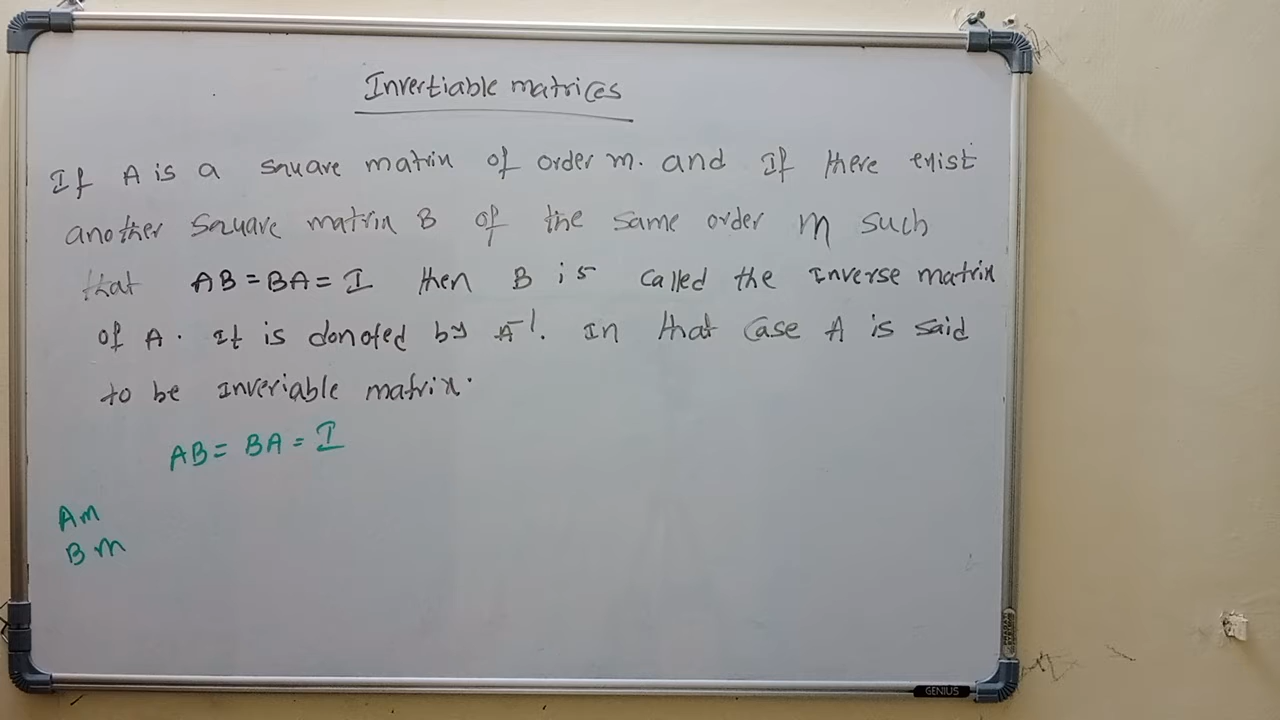 Invertiable matrices
If A is a square matrix of order m. and If there exist
another square matrix B of the same order m such
that AB = BA = I then B is called the Inverse matrix
of A. It is donoted by A⁻¹. In that case A is said
to be Inveriable matrix.
AB = BA = I
A m
B m
GENIUS